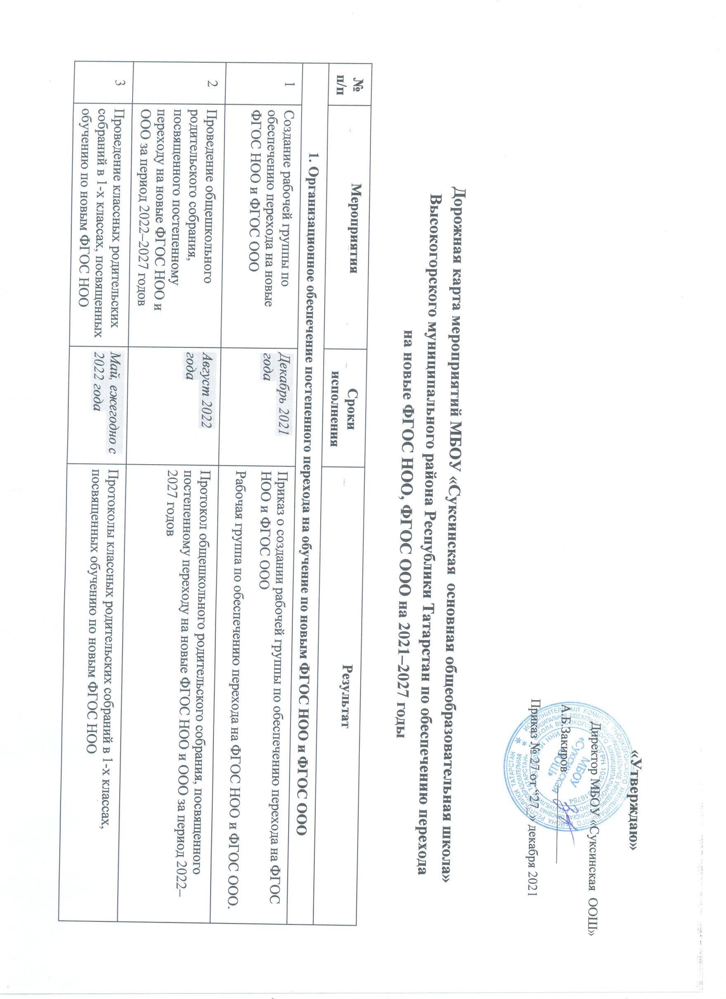 «Утверждаю»
Директор МБОУ «Суксинская ООШ»
А.Б.Закиров
Приказ № 27 от “27 » декабря 2021
МБОУ
"Суксинская
ООШ"
Дорожная карта мероприятий МБОУ «Суксинская основная общеобразовательная школа»
Высокогорского муниципального района Республики Татарстан по обеспечению перехода
на новые ФГОС НОО, ФГОС ООО на 2021–2027 годы
№
п/п
Мероприятия
Сроки
исполнения
Результат
1. Организационное обеспечение постепенного перехода на обучение по новым ФГОС НОО и ФГОС ООО
1
Создание рабочей группы по
обеспечению перехода на новые
ФГОС НОО и ФГОС ООО
Декабрь 2021
года
Приказ о создании рабочей группы по обеспечению перехода на ФГОС
НОО и ФГОС ООО
Рабочая группа по обеспечению перехода на ФГОС НОО и ФГОС ООО.
2
Проведение общешкольного
родительского собрания,
посвященного постепенному
переходу на новые ФГОС НОО и
ООО за период 2022–2027 годов
Август 2022
года
Протокол общешкольного родительского собрания, посвященного
постепенному переходу на новые ФГОС НОО и ООО за период 2022–
2027 годов
3
Проведение классных родительских
собраний в 1-х классах, посвященных
обучению по новым ФГОС НОО
Май, ежегодно с
2022 года
Протоколы классных родительских собраний в 1-х классах,
посвященных обучению по новым ФГОС НОО